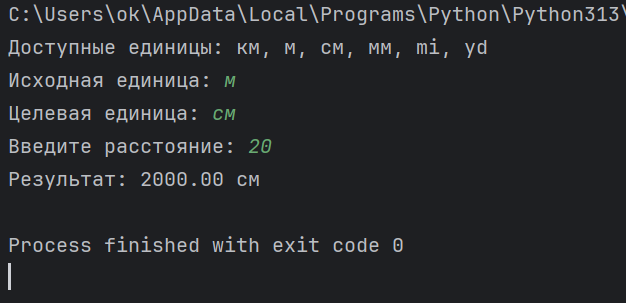 C:\Users\ok\AppData\Local\Programs\Python\Python313\
Доступные единицы: км, м, см, мм, mi, yd
Исходная единица: м
Целевая единица: см
Введите расстояние: 20
Результат: 2000.00 см
Process finished with exit code 0